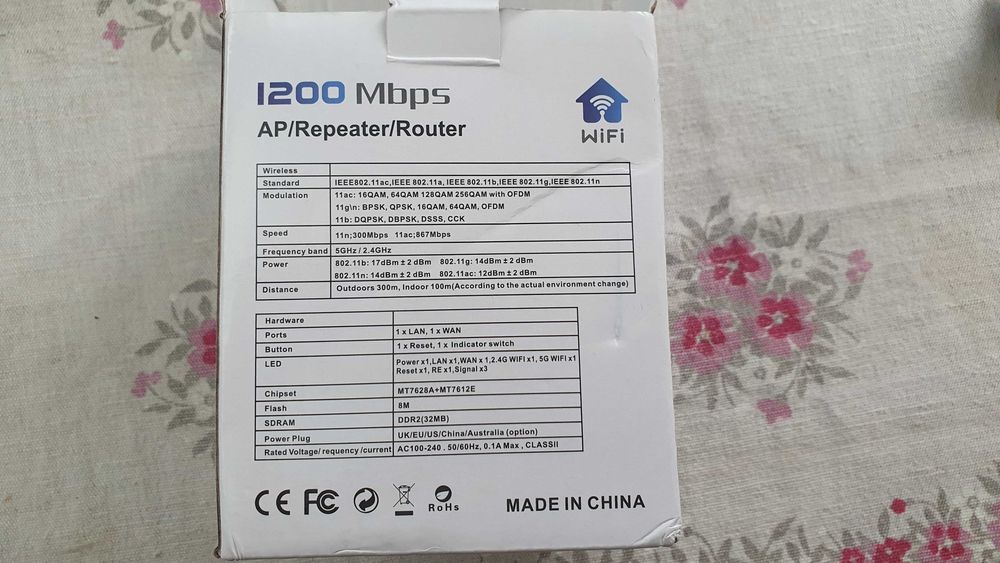 1200 Mbps
AP/Repeater/Router
WiFi
Wireless
Standard IEEE802.11ac,IEEE 802.11a, IEEE 802.11b,IEEE 802.11g,IEEE 802.11n
Modulation 11ac: 16QAM, 64QAM 128QAM 256QAM with OFDM
11g\n: BPSK, QPSK, 16QAM, 64QAM, OFDM
11b: DQPSK, DBPSK, DSSS, CCK
Speed 11n;300Mbps 11ac;867Mbps
Frequency band 5GHz / 2.4GHz
Power 802.11b: 17dBm ± 2 dBm 802.11g: 14dBm ± 2 dBm
802.11n: 14dBm ± 2 dBm 802.11ac: 12dBm ± 2 dBm
Distance Outdoors 300m, Indoor 100m(According to the actual environment change)
Hardware
Ports 1 x LAN, 1 x WAN
Button 1 x Reset, 1 x Indicator switch
LED Power x1,LAN x1,WAN x 1,2.4G WIFI x1, 5G WIFI x1
Reset x1, RE x1,Signal x3
Chipset MT7628A+MT7612E
Flash 8M
SDRAM DDR2(32MB)
Power Plug UK/EU/US/China/Australia (option)
Rated Voltage/ requency /current AC100-240 . 50/60Hz, 0.1A Max , CLASSII
CE FC RoHs MADE IN CHINA